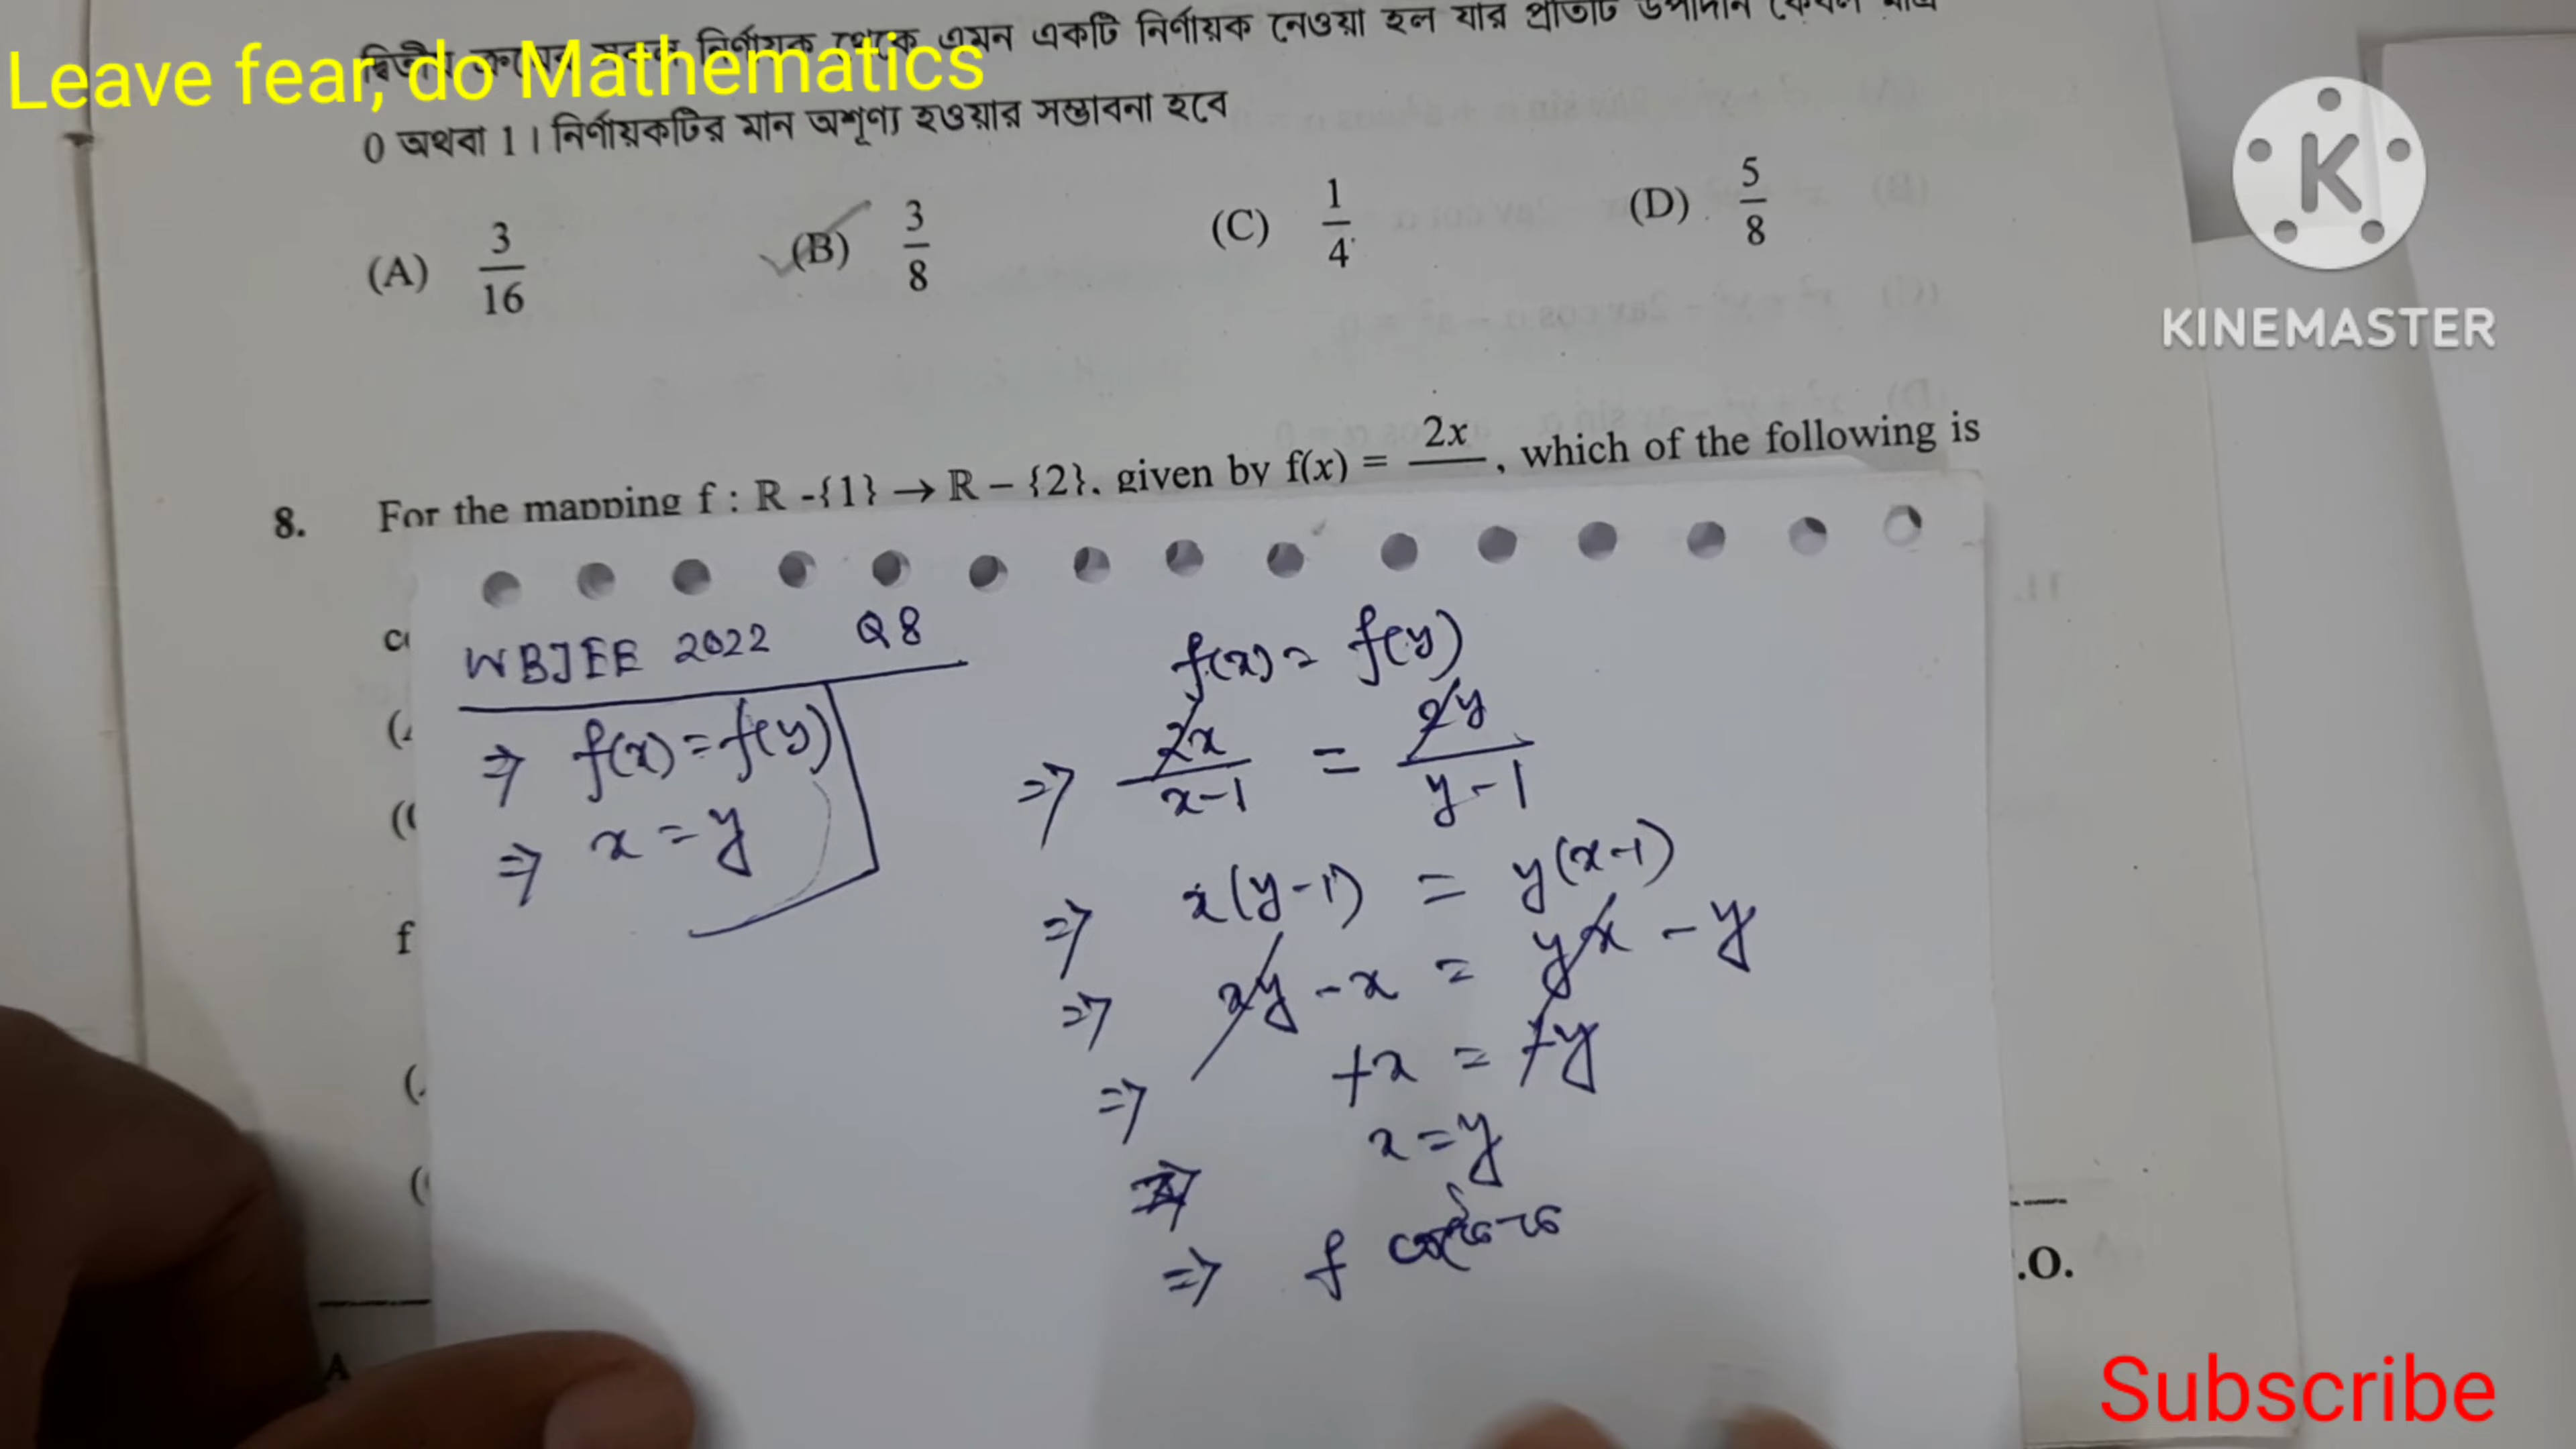 Leave fear, do Mathematics
নির্ণায়ক থেকে এমন একটি নির্ণায়ক নেওয়া হল যার প্রতিটি উপাদান
0 অথবা 1 । নির্ণায়কটির মান অশূণ্য হওয়ার সম্ভাবনা হবে
(A) 3/16 (B) 3/8 (C) 1/4 (D) 5/8
KINEMASTER
8. For the mapping f : R -{1} → R – {2}, given by f(x) = 2x , which of the following is
WBJEE 2022 Q8
⇒ f(x) = f(y)
⇒ x = y
f(x) = f(y)
⇒ 2x/x-1 = 2y/y-1
⇒ x(y-1) = y(x-1)
⇒ xy - x = yx - y
⇒ +x = +y
x = y
⇒ f
f
.O.
A
Subscribe